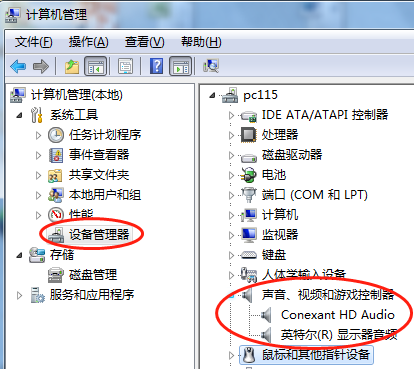 计算机管理
文件(F) 操作(A) 查看(V) 帮助(H)
计算机管理(本地)
系统工具
任务计划程序
事件查看器
共享文件夹
本地用户和组
性能
设备管理器
存储
磁盘管理
服务和应用程序
pc115
IDE ATA/ATAPI 控制器
处理器
磁盘驱动器
电池
端口 (COM 和 LPT)
计算机
监视器
键盘
人体学输入设备
声音、视频和游戏控制器
Conexant HD Audio
英特尔(R) 显示器音频
鼠标和其他指针设备